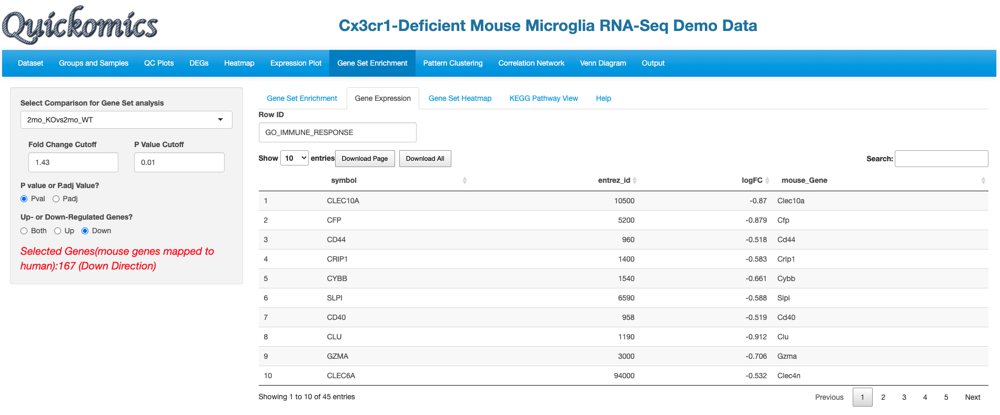 Quickomics
Cx3cr1-Deficient Mouse Microglia RNA-Seq Demo Data
Dataset Groups and Samples QC Plots DEGs Heatmap Expression Plot Gene Set Enrichment Pattern Clustering Correlation Network Venn Diagram Output
Select Comparison for Gene Set analysis
2mo_KOvs2mo_WT
Fold Change Cutoff P Value Cutoff
1.43 0.01
P value or P.adj Value?
Pval Padj
Up- or Down-Regulated Genes?
Both Up Down
Selected Genes(mouse genes mapped to
human):167 (Down Direction)
Gene Set Enrichment Gene Expression Gene Set Heatmap KEGG Pathway View Help
Row ID
GO_IMMUNE_RESPONSE
Show 10 entries Download Page Download All Search:
symbol entrez_id logFC mouse_Gene
1 CLEC10A 10500 -0.87 Clec10a
2 CFP 5200 -0.879 Cfp
3 CD44 960 -0.518 Cd44
4 CRIP1 1400 -0.583 Crip1
5 CYBB 1540 -0.661 Cybb
6 SLPI 6590 -0.588 Slpi
7 CD40 958 -0.519 Cd40
8 CLU 1190 -0.912 Clu
9 GZMA 3000 -0.706 Gzma
10 CLEC6A 94000 -0.532 Clec4n
Showing 1 to 10 of 45 entries Previous 1 2 3 4 5 Next